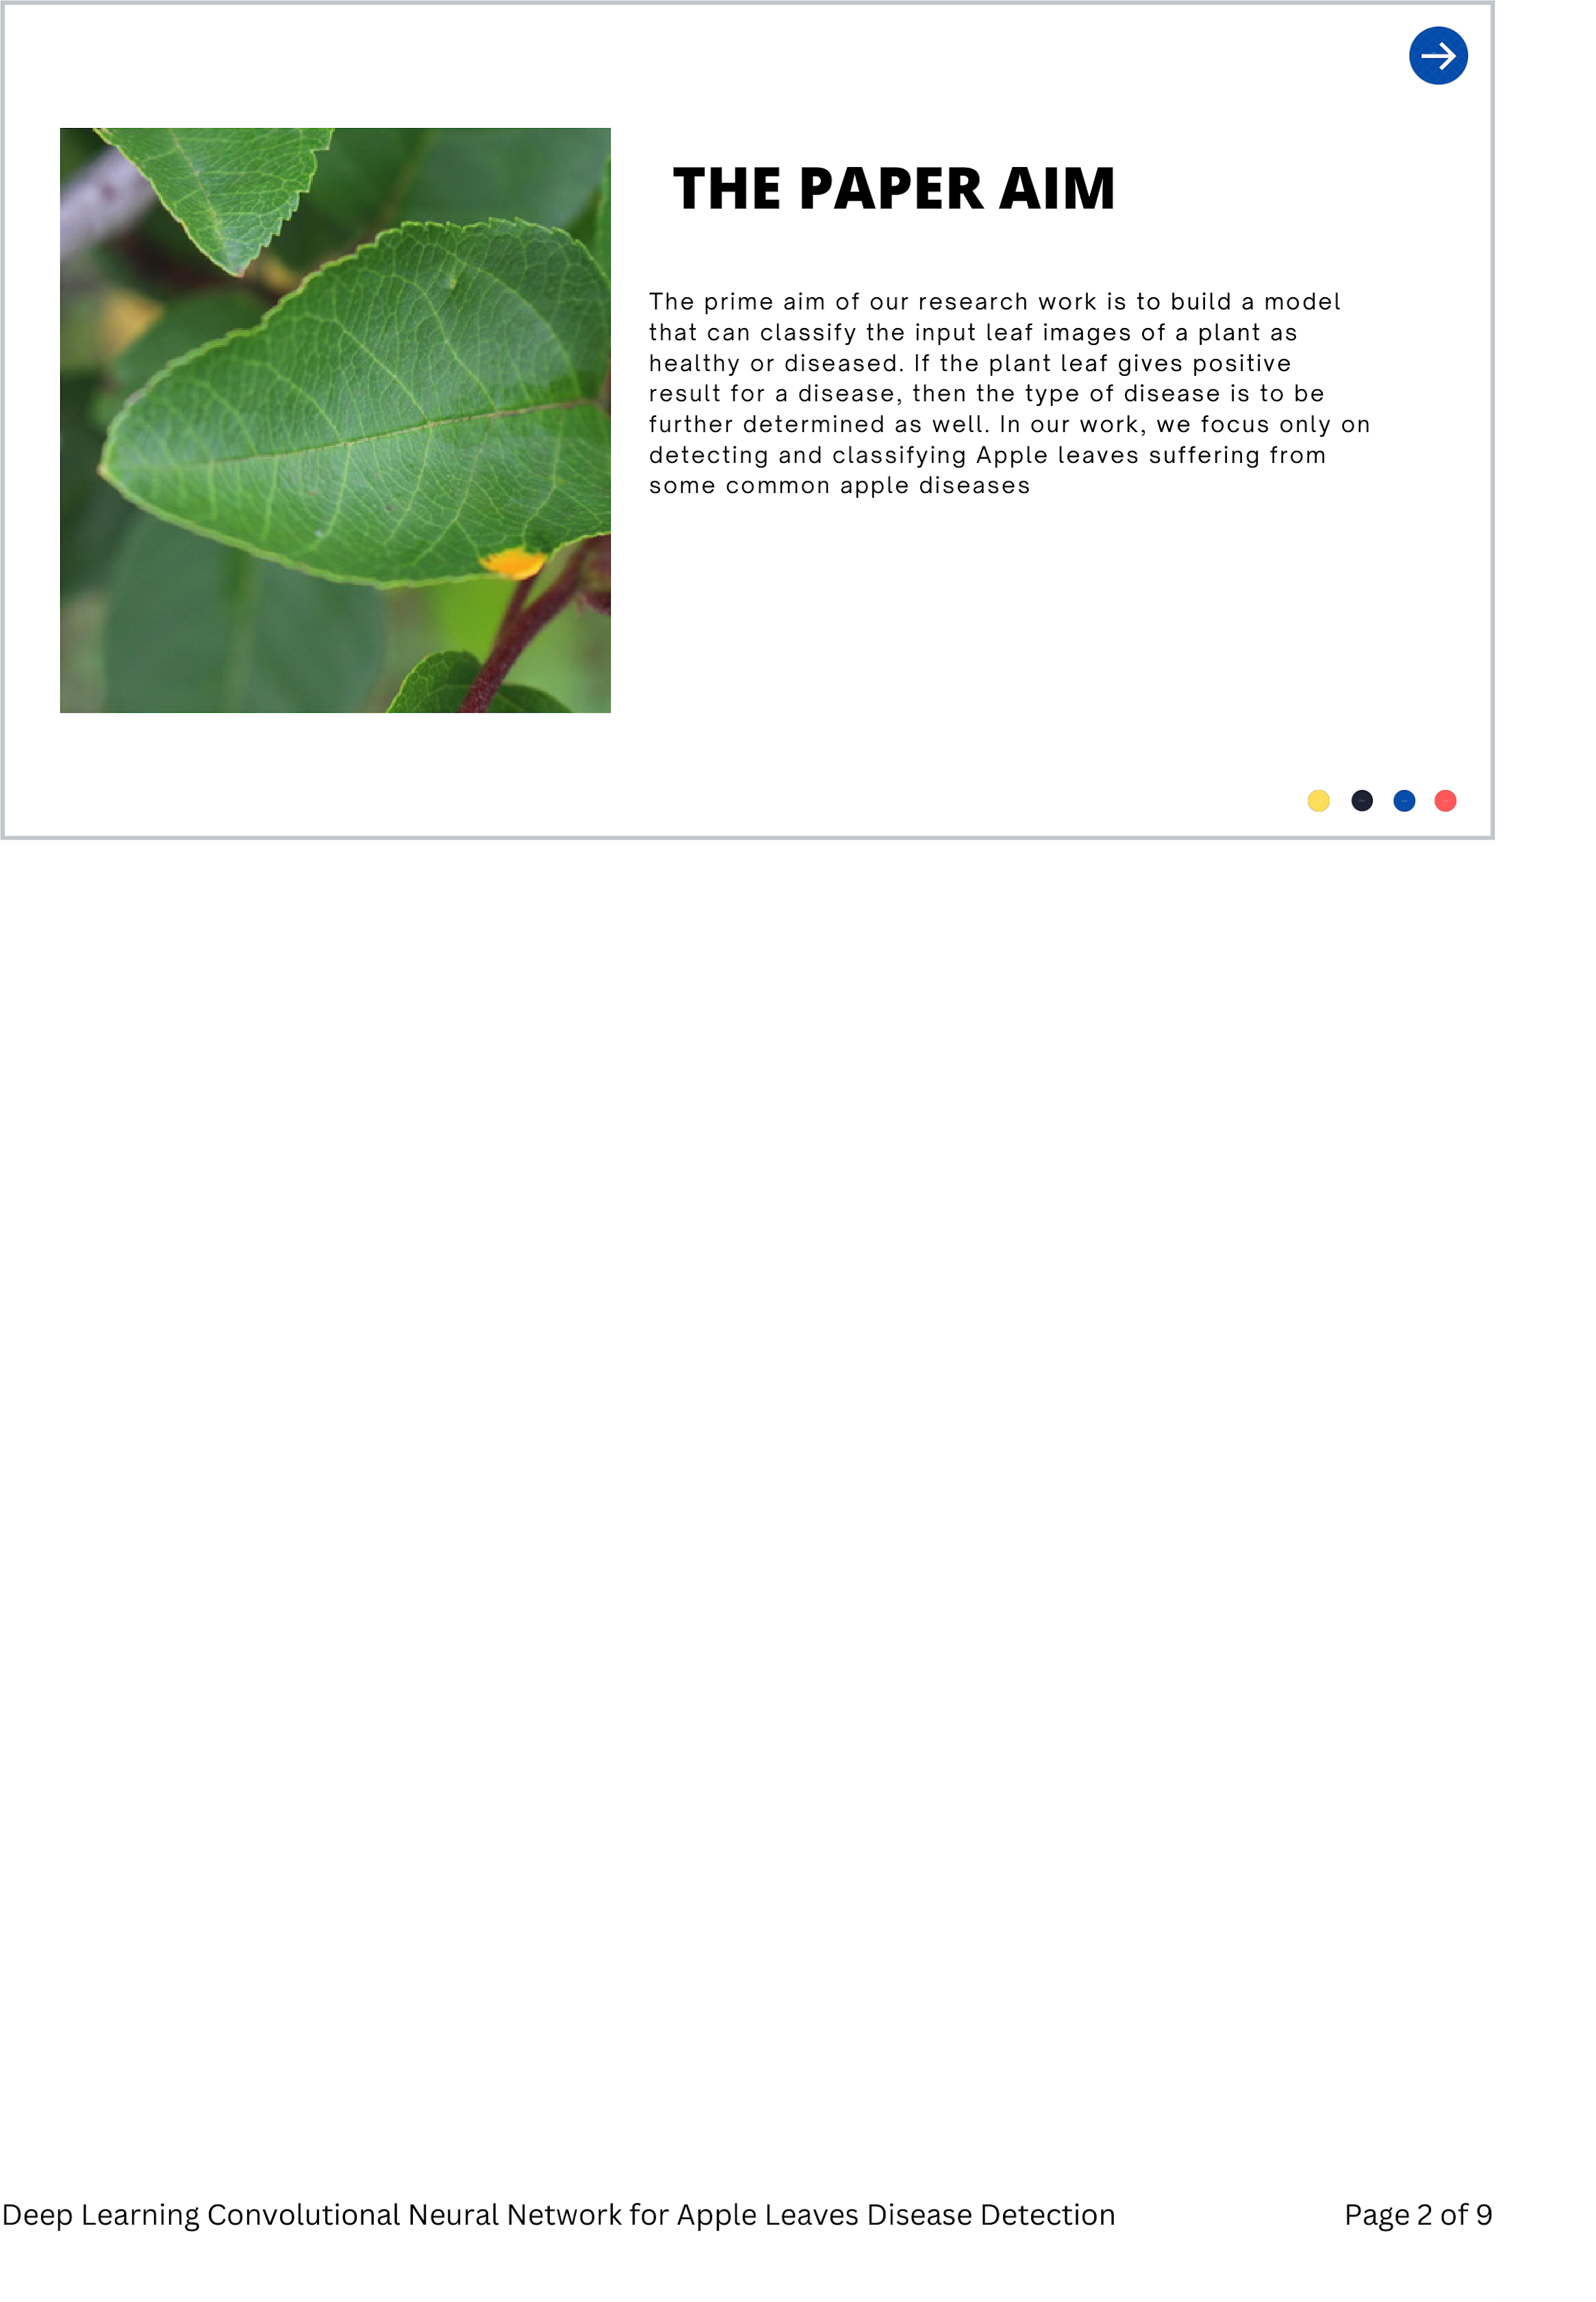 THE PAPER AIM
The prime aim of our research work is to build a model
that can classify the input leaf images of a plant as
healthy or diseased. If the plant leaf gives positive
result for a disease, then the type of disease is to be
further determined as well. In our work, we focus only on
detecting and classifying Apple leaves suffering from
some common apple diseases
Deep Learning Convolutional Neural Network for Apple Leaves Disease Detection
Page 2 of 9